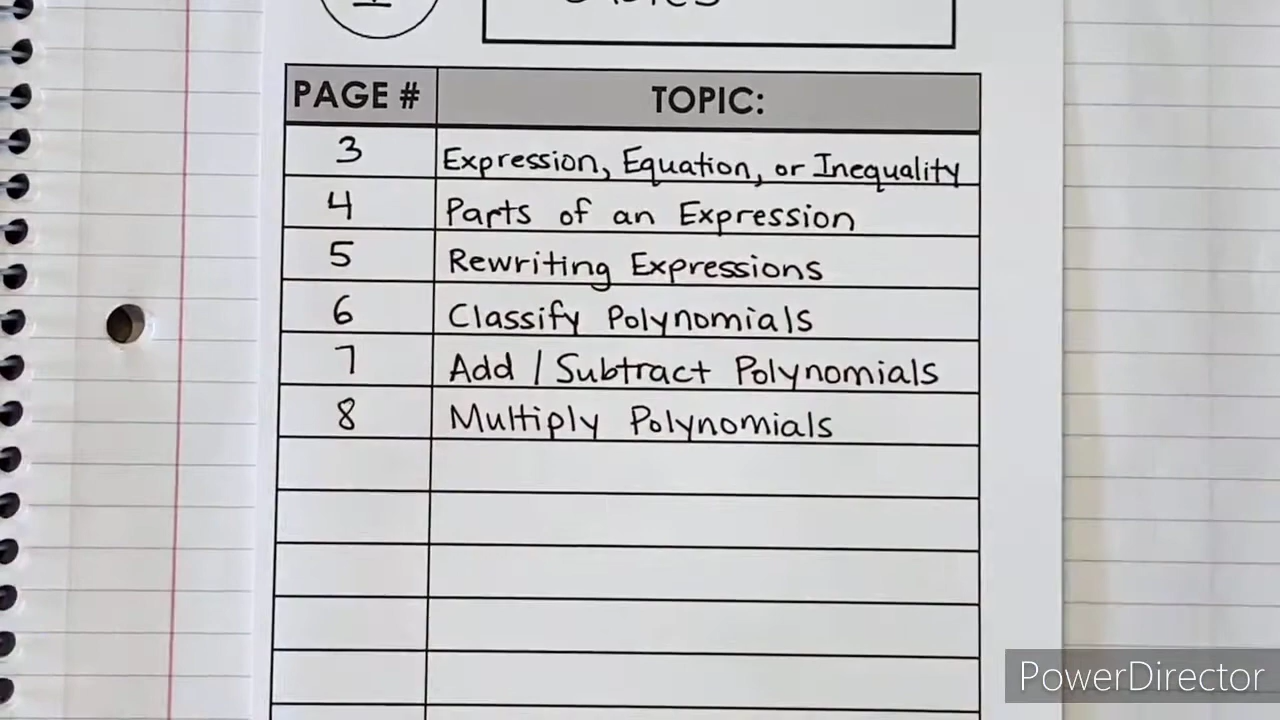 PAGE # TOPIC:
3 Expression, Equation, or Inequality
4 Parts of an Expression
5 Rewriting Expressions
6 Classify Polynomials
7 Add / Subtract Polynomials
8 Multiply Polynomials
PowerDirector